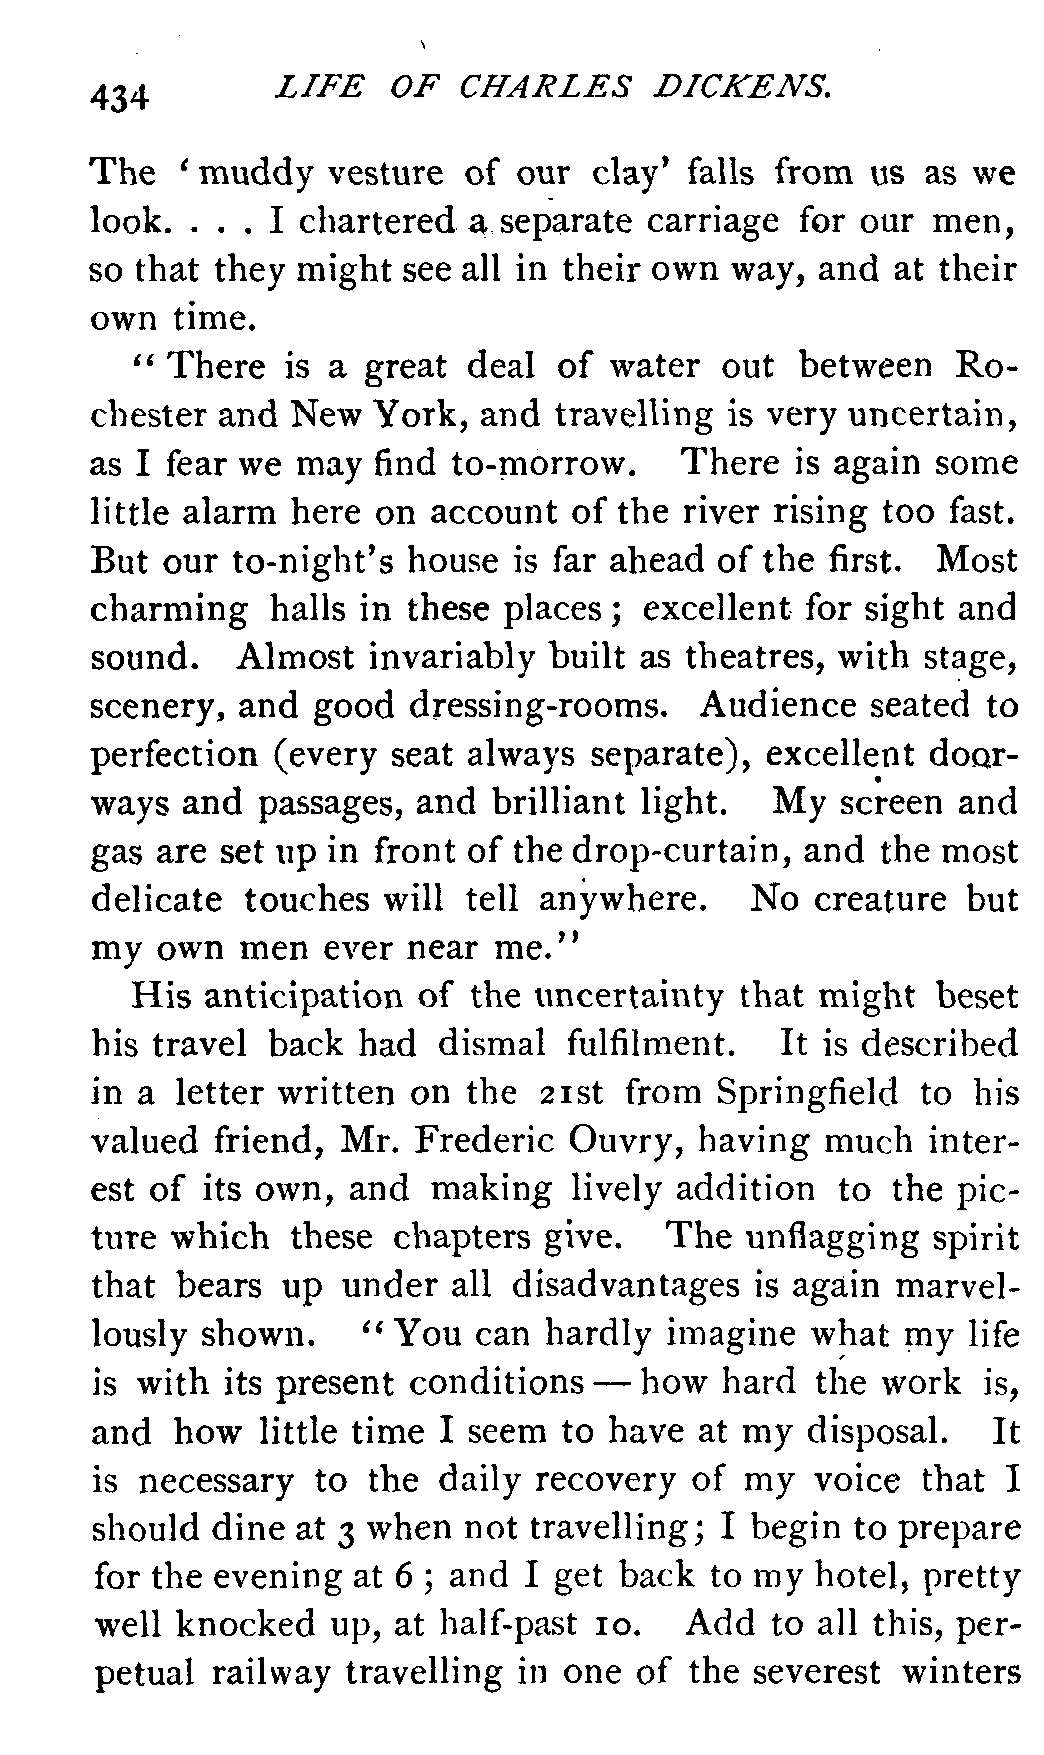 434 LIFE OF CHARLES DICKENS.
The ‘muddy vesture of our clay’ falls from us as we
look. . . . I chartered a separate carriage for our men,
so that they might see all in their own way, and at their
own time.
“There is a great deal of water out between Ro-
chester and New York, and travelling is very uncertain,
as I fear we may find to-morrow. There is again some
little alarm here on account of the river rising too fast.
But our to-night’s house is far ahead of the first. Most
charming halls in these places; excellent for sight and
sound. Almost invariably built as theatres, with stage,
scenery, and good dressing-rooms. Audience seated to
perfection (every seat always separate), excellent door-
ways and passages, and brilliant light. My screen and
gas are set up in front of the drop-curtain, and the most
delicate touches will tell anywhere. No creature but
my own men ever near me.”
His anticipation of the uncertainty that might beset
his travel back had dismal fulfilment. It is described
in a letter written on the 21st from Springfield to his
valued friend, Mr. Frederic Ouvry, having much inter-
est of its own, and making lively addition to the pic-
ture which these chapters give. The unflagging spirit
that bears up under all disadvantages is again marvel-
lously shown. “You can hardly imagine what my life
is with its present conditions — how hard the work is,
and how little time I seem to have at my disposal. It
is necessary to the daily recovery of my voice that I
should dine at 3 when not travelling; I begin to prepare
for the evening at 6; and I get back to my hotel, pretty
well knocked up, at half-past 10. Add to all this, per-
petual railway travelling in one of the severest winters